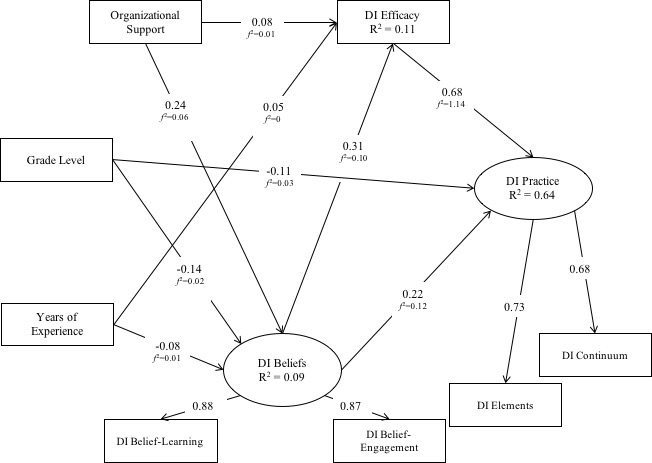 Organizational
Support
0.08
f²=0.01
DI Efficacy
R² = 0.11
0.24
f²=0.06
0.05
f²=0
0.68
f²=1.14
0.31
f²=0.10
Grade Level
-0.11
f²=0.03
DI Practice
R² = 0.64
-0.14
f²=0.02
0.22
f²=0.12
0.68
0.73
Years of
Experience
-0.08
f²=0.01
DI Beliefs
R² = 0.09
DI Continuum
0.88
0.87
DI Elements
DI Belief-Learning
DI Belief-
Engagement